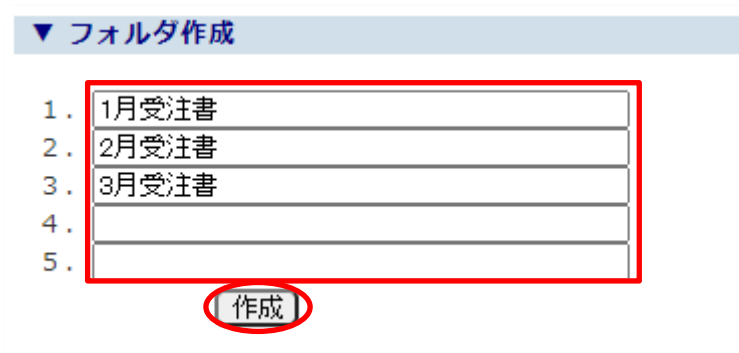 ▼ フォルダ作成
1. 1月受注書
2. 2月受注書
3. 3月受注書
4.
5.
作成